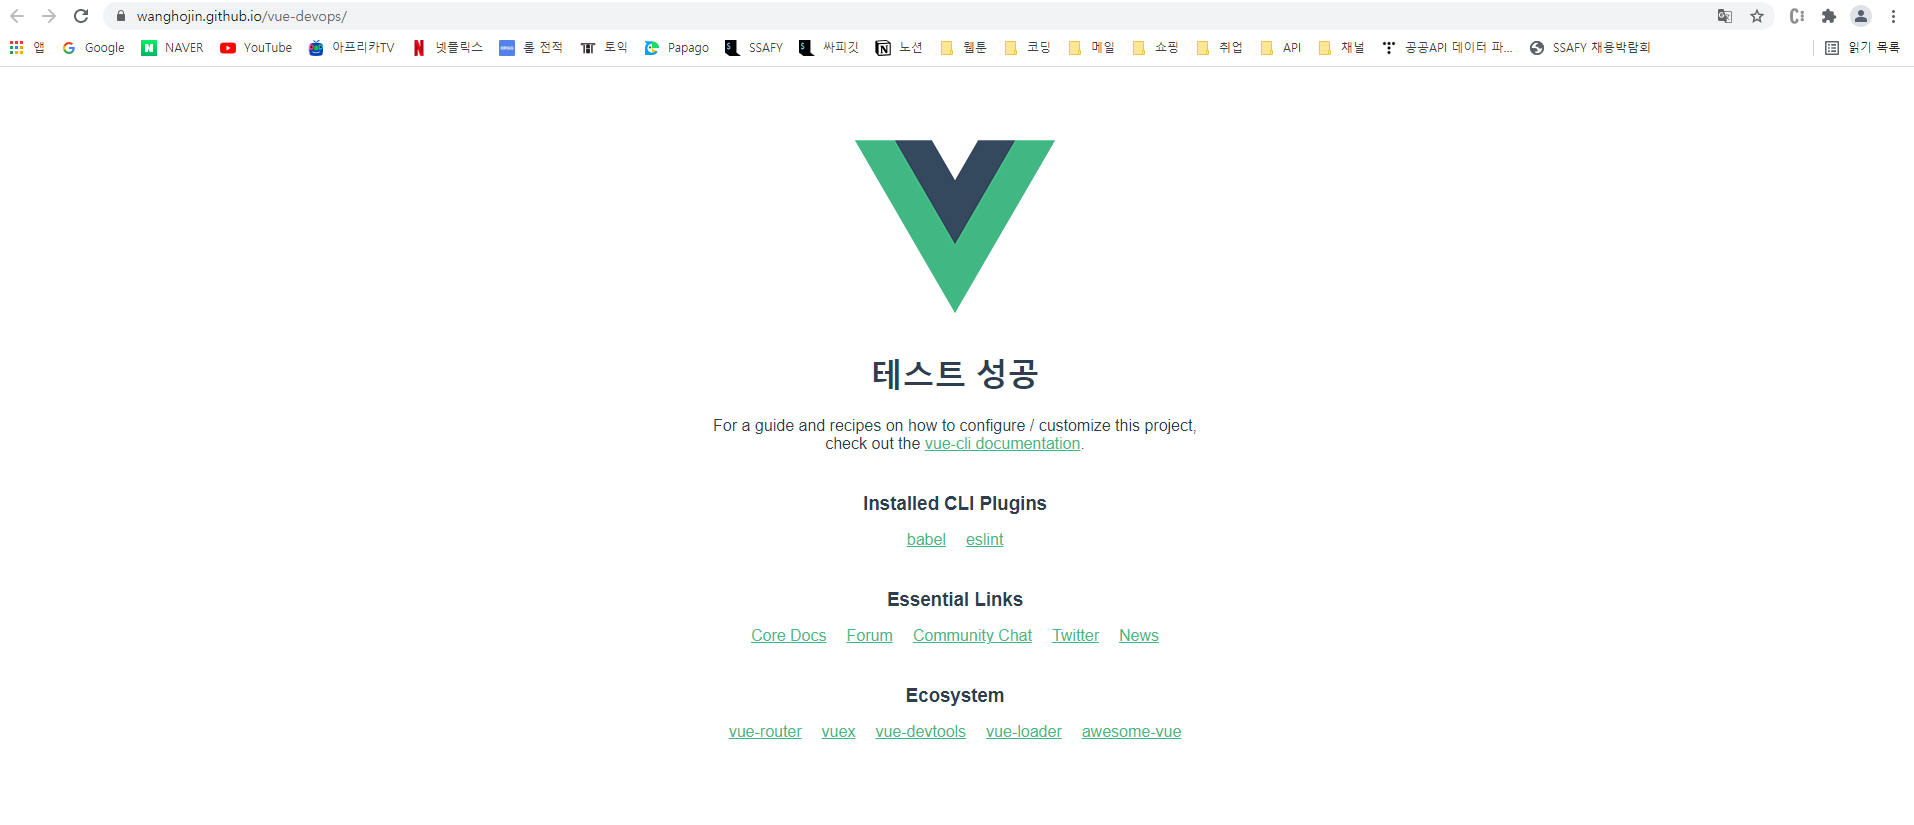 wanghojin.github.io/vue-devops/
앱 Google NAVER YouTube 아프리카TV 넷플릭스 롤 전적 토익 Papago SSAFY 싸피깃 노션 웹툰 코딩 메일 쇼핑 취업 API 채널 공공API 데이터 파... SSAFY 채용박람회 읽기 목록
테스트 성공
For a guide and recipes on how to configure / customize this project,
check out the vue-cli documentation.
Installed CLI Plugins
babel eslint
Essential Links
Core Docs Forum Community Chat Twitter News
Ecosystem
vue-router vuex vue-devtools vue-loader awesome-vue